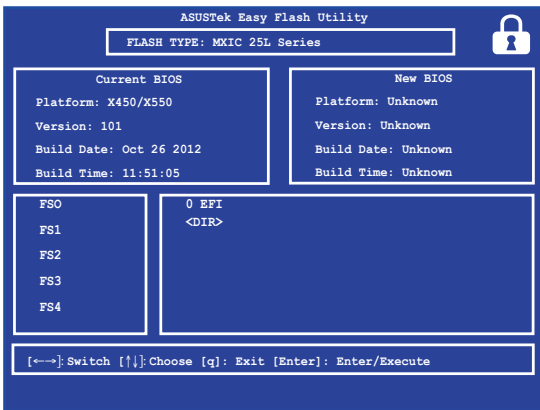 ASUSTek Easy Flash Utility
FLASH TYPE: MXIC 25L Series
Current BIOS
Platform: X450/X550
Version: 101
Build Date: Oct 26 2012
Build Time: 11:51:05
New BIOS
Platform: Unknown
Version: Unknown
Build Date: Unknown
Build Time: Unknown
FSO
FS1
FS2
FS3
FS4
0 EFI
<DIR>
[←→]: Switch [↑↓]: Choose [q]: Exit [Enter]: Enter/Execute